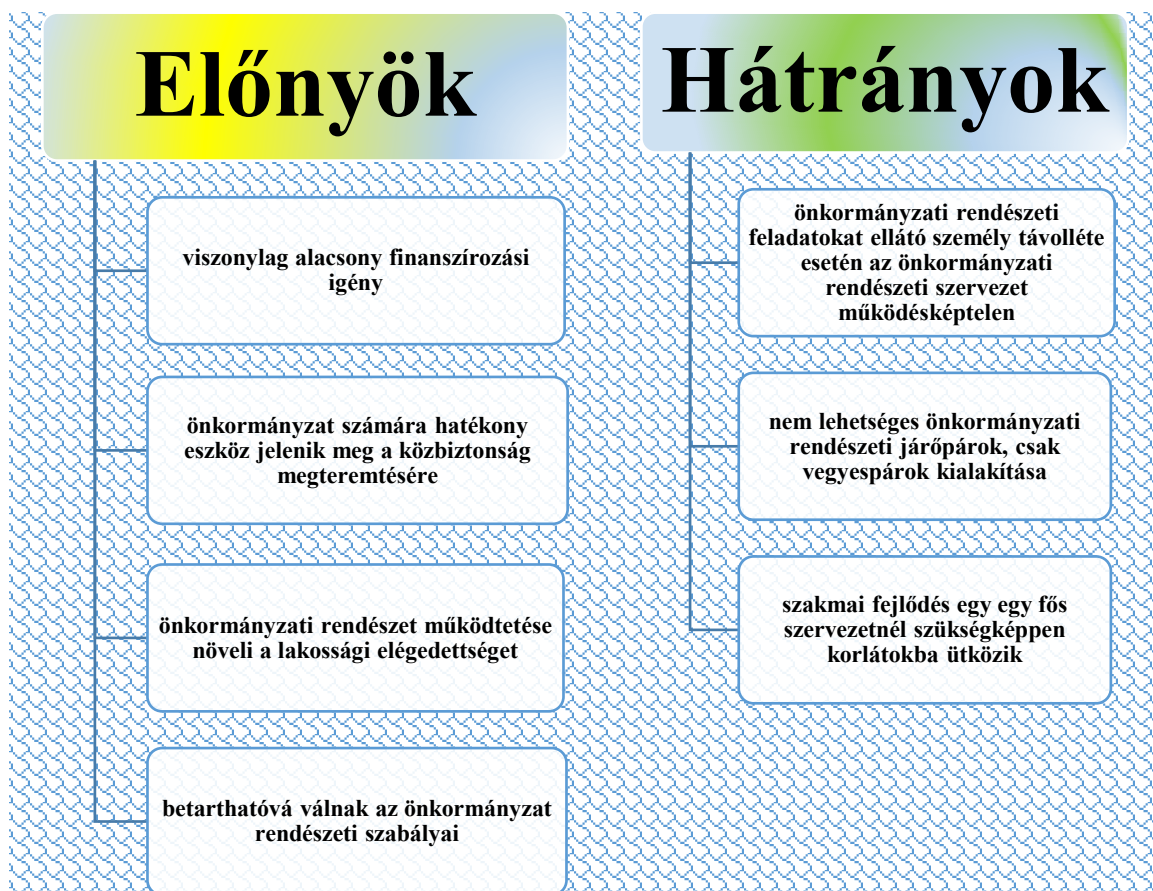 Előnyök
viszonylag alacsony finanszírozási
igény
önkormányzat számára hatékony
eszköz jelenik meg a közbiztonság
megteremtésére
önkormányzati rendészet működtetése
növeli a lakossági elégedettséget
betarthatóvá válnak az önkormányzat
rendészeti szabályai
Hátrányok
önkormányzati rendészeti
feladatokat ellátó személy távolléte
esetén az önkormányzati
rendészeti szervezet
működésképtelen
nem lehetséges önkormányzati
rendészeti járőpárok, csak
vegyespárok kialakítása
szakmai fejlődés egy egy fős
szervezetnél szükségképpen
korlátokba ütközik